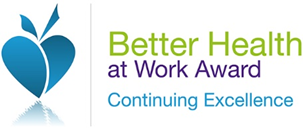 Better Health
at Work Award
Continuing Excellence